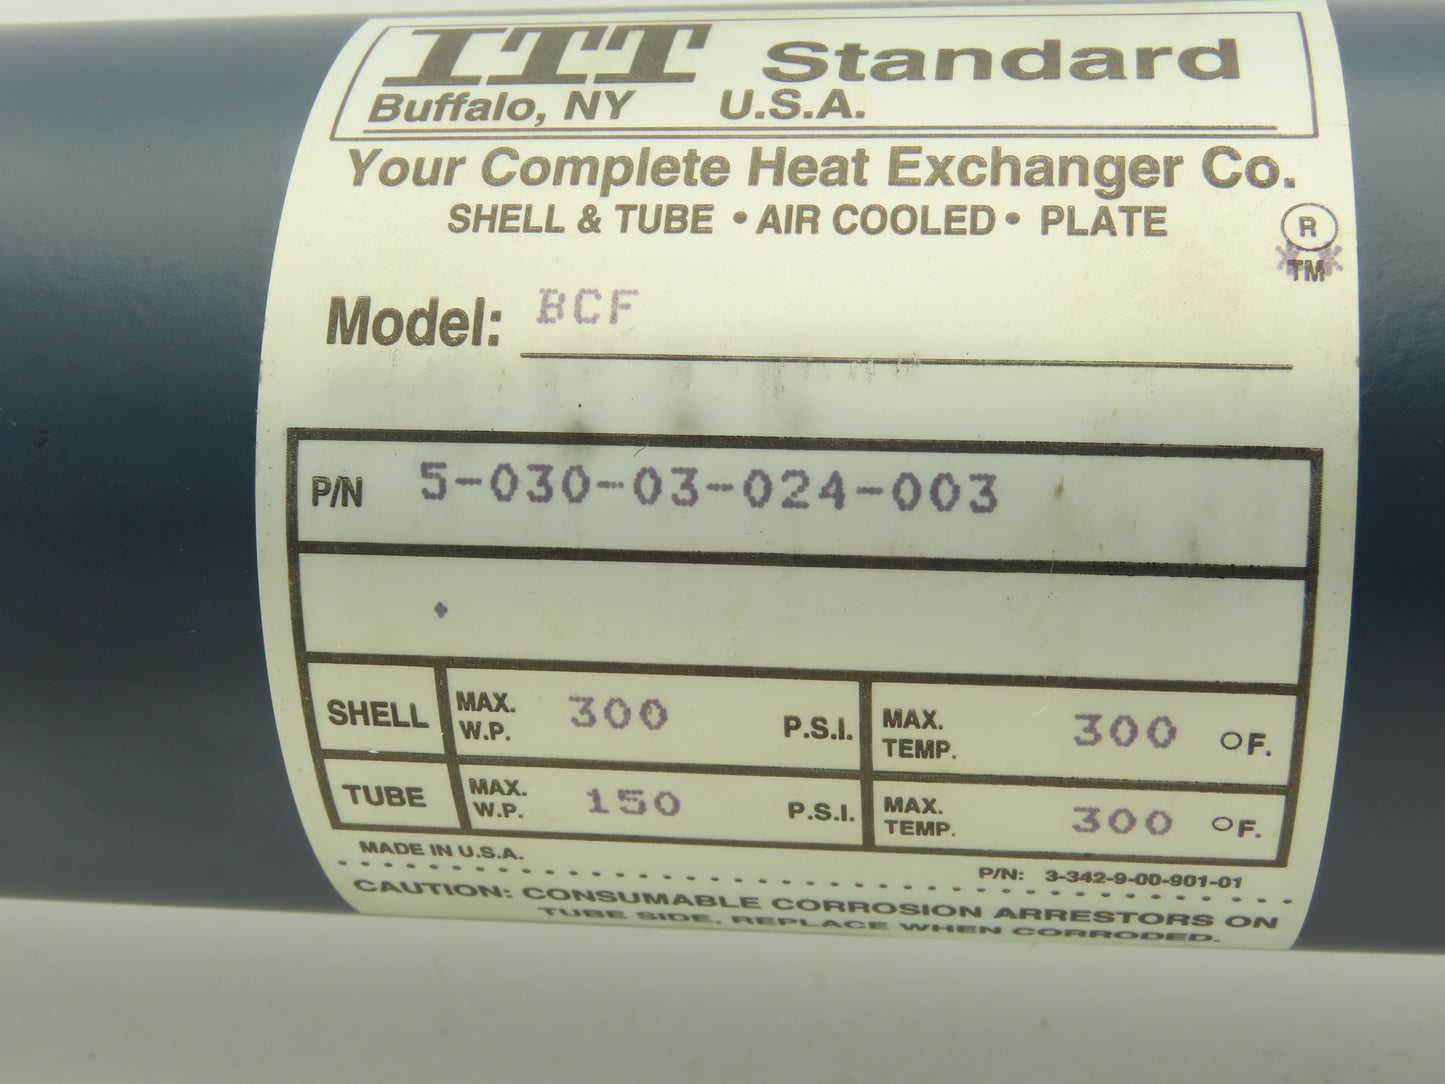 ITT Standard
Buffalo, NY U.S.A.
Your Complete Heat Exchanger Co.
SHELL & TUBE • AIR COOLED • PLATE
®
TM
Model: BCF
P/N 5-030-03-024-003
SHELL MAX. W.P. 300 P.S.I. MAX. TEMP. 300 °F.
TUBE MAX. W.P. 150 P.S.I. MAX. TEMP. 300 °F.
MADE IN U.S.A. P/N: 3-342-9-00-901-01
CAUTION: CONSUMABLE CORROSION ARRESTORS ON
TUBE SIDE. REPLACE WHEN CORRODED.